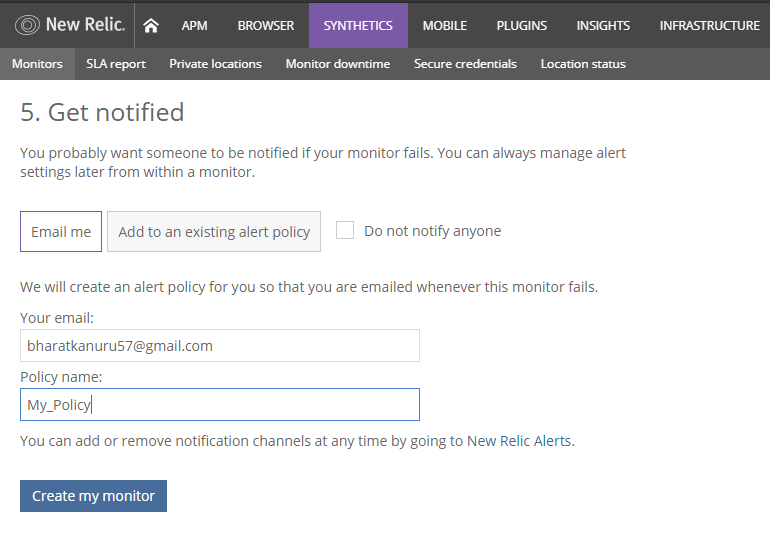 New Relic. APM BROWSER SYNTHETICS MOBILE PLUGINS INSIGHTS INFRASTRUCTURE
Monitors SLA report Private locations Monitor downtime Secure credentials Location status
5. Get notified
You probably want someone to be notified if your monitor fails. You can always manage alert
settings later from within a monitor.
Email me Add to an existing alert policy Do not notify anyone
We will create an alert policy for you so that you are emailed whenever this monitor fails.
Your email:
bharatkanuru57@gmail.com
Policy name:
My_Policy
You can add or remove notification channels at any time by going to New Relic Alerts.
Create my monitor